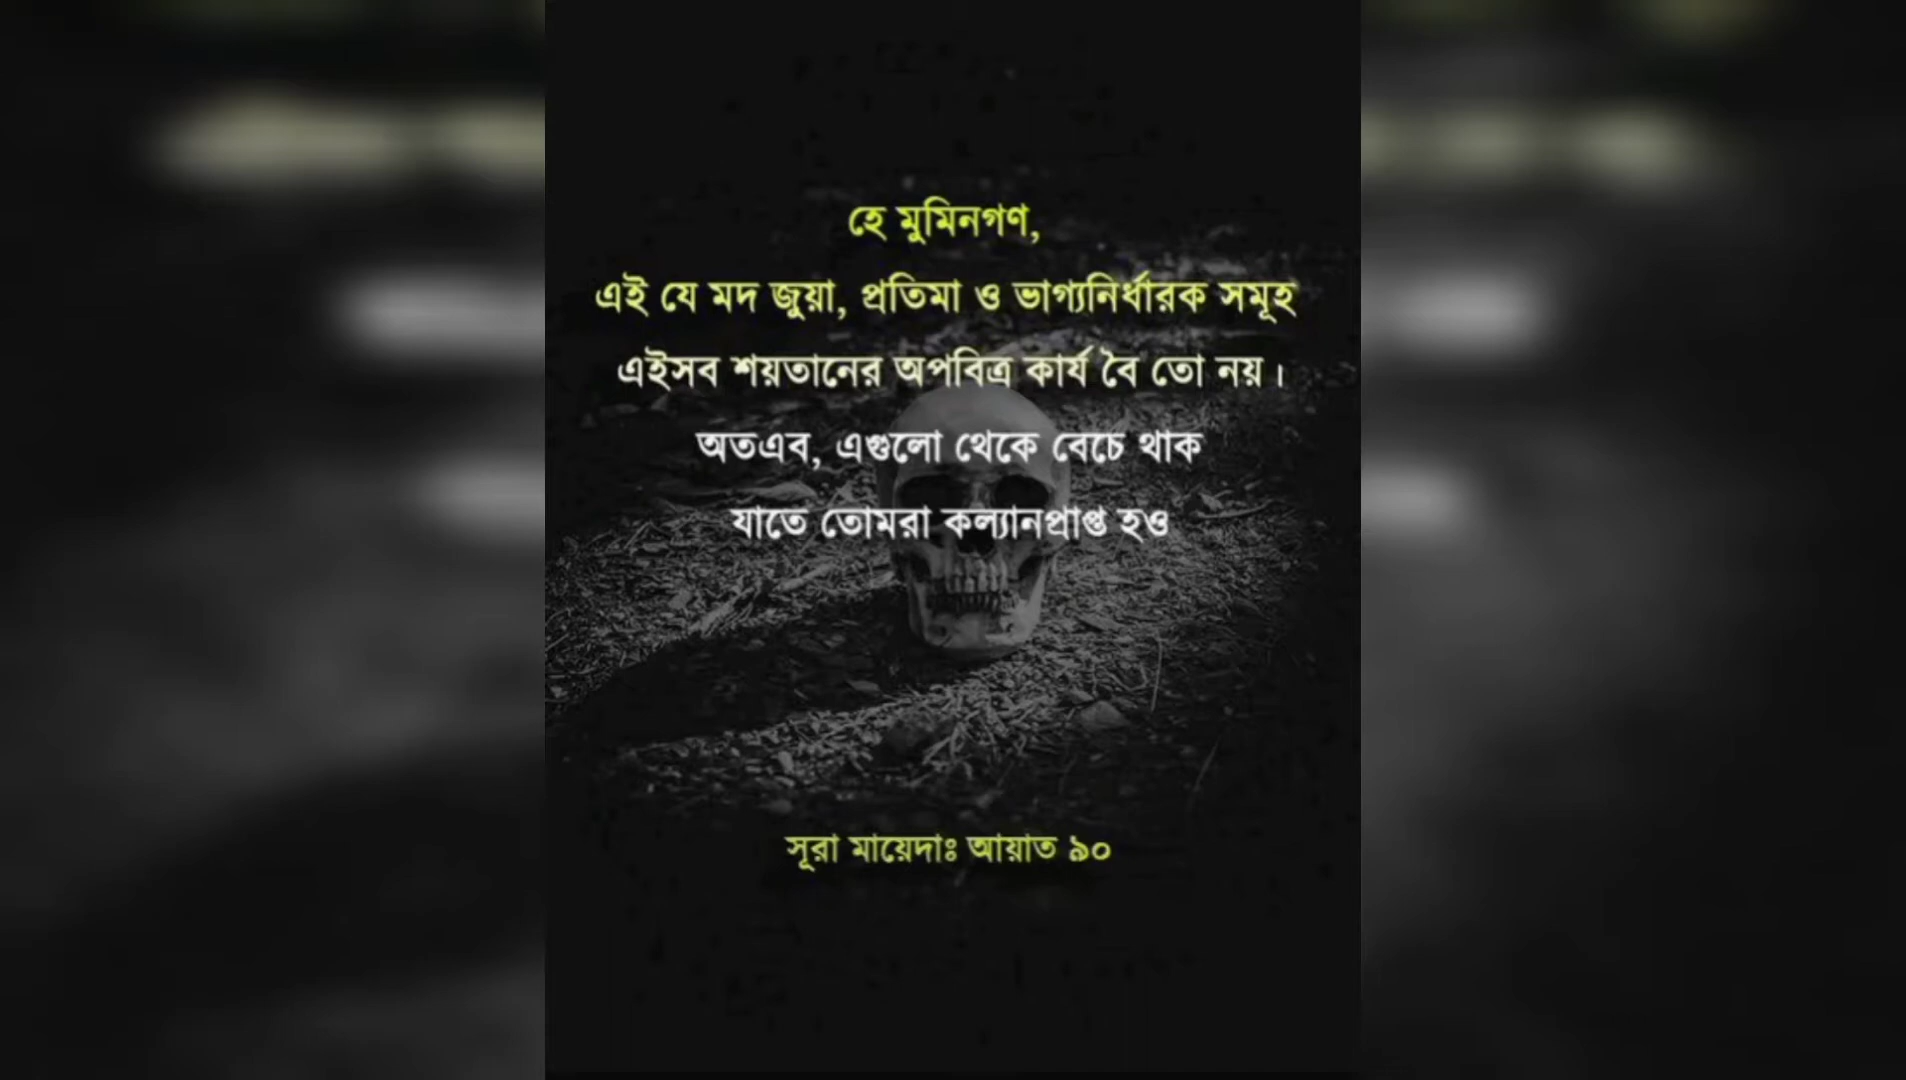 হে মুমিনগণ,
এই যে মদ জুয়া, প্রতিমা ও ভাগ্যনির্ধারক সমূহ
এইসব শয়তানের অপবিত্র কার্য বৈ তো নয়।
অতএব, এগুলো থেকে বেচে থাক
যাতে তোমরা কল্যানপ্রাপ্ত হও
সূরা মায়েদাঃ আয়াত ৯০